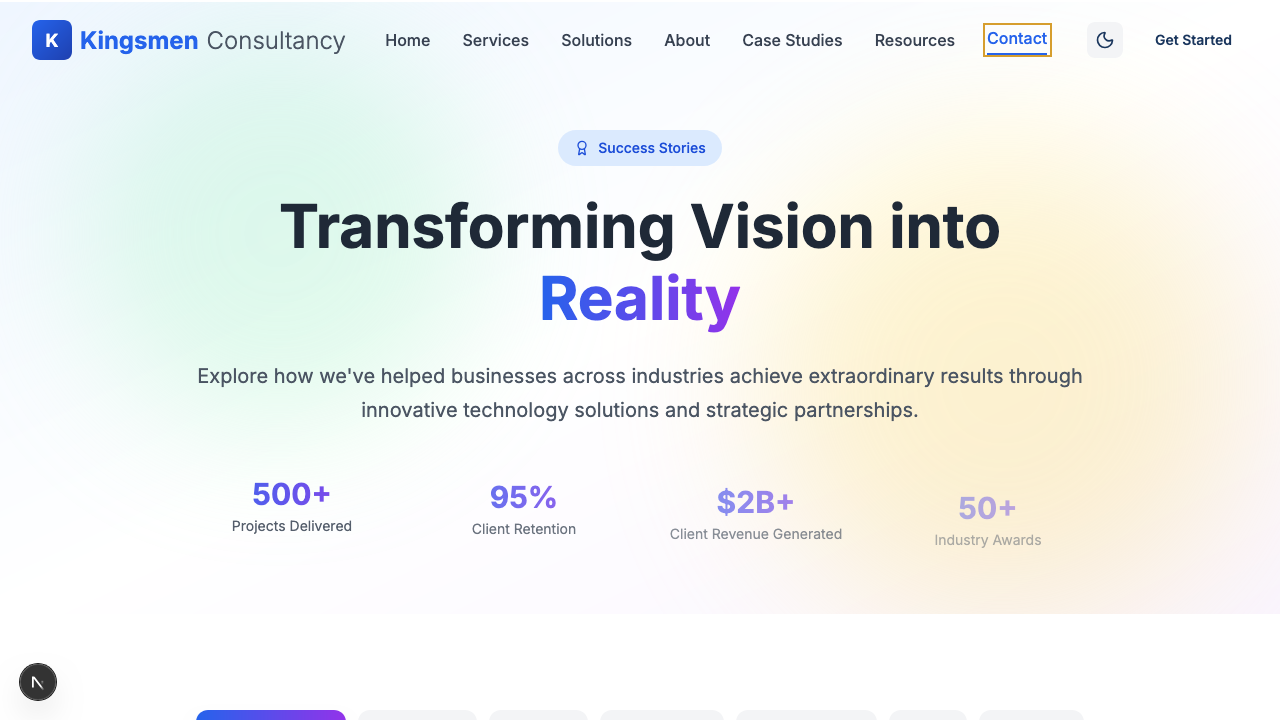 K Kingsmen Consultancy Home Services Solutions About Case Studies Resources Contact Get Started
Success Stories
Transforming Vision into
Reality
Explore how we've helped businesses across industries achieve extraordinary results through
innovative technology solutions and strategic partnerships.
500+ 95% $2B+ 50+
Projects Delivered Client Retention Client Revenue Generated Industry Awards
N